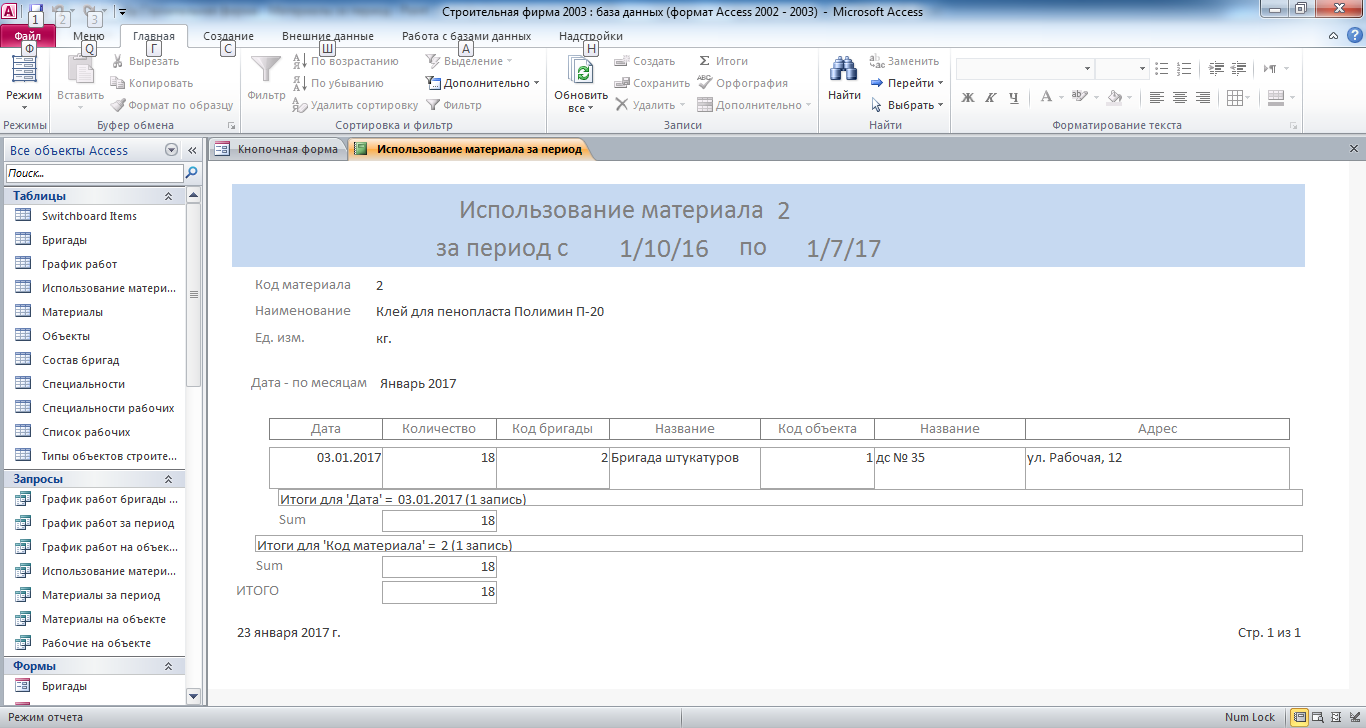 Строительная фирма 2003 : база данных (формат Access 2002 - 2003) - Microsoft Access
1 2 3
Файл Меню Главная Создание Внешние данные Работа с базами данных Надстройки
Ф Q Г С Ш А Н
Режим
Режимы
Вставить
Вырезать
Копировать
Формат по образцу
Буфер обмена
Фильтр
По возрастанию
По убыванию
Удалить сортировку
Выделение
Дополнительно
Фильтр
Сортировка и фильтр
Обновить
все
Создать
Сохранить
Удалить
Итоги
Орфография
Дополнительно
Записи
Найти
Заменить
Перейти
Выбрать
Найти
Ж К Ч
Форматирование текста
Все объекты Access
Поиск...
Таблицы
Switchboard Items
Бригады
График работ
Использование матери...
Материалы
Объекты
Состав бригад
Специальности
Специальности рабочих
Список рабочих
Типы объектов строите...
Запросы
График работ бригады ...
График работ за период
График работ на объек...
Использование матери...
Материалы за период
Материалы на объекте
Рабочие на объекте
Формы
Бригады
Кнопочная форма
Использование материала за период
Использование материала 2
за период с 1/10/16 по 1/7/17
Код материала 2
Наименование Клей для пенопласта Полимин П-20
Ед. изм. кг.
Дата - по месяцам Январь 2017
Дата Количество Код бригады Название Код объекта Название Адрес
03.01.2017 18 2 Бригада штукатуров 1 дс № 35 ул. Рабочая, 12
Итоги для 'Дата' = 03.01.2017 (1 запись)
Sum 18
Итоги для 'Код материала' = 2 (1 запись)
Sum 18
ИТОГО 18
23 января 2017 г. Стр. 1 из 1
Режим отчета Num Lock